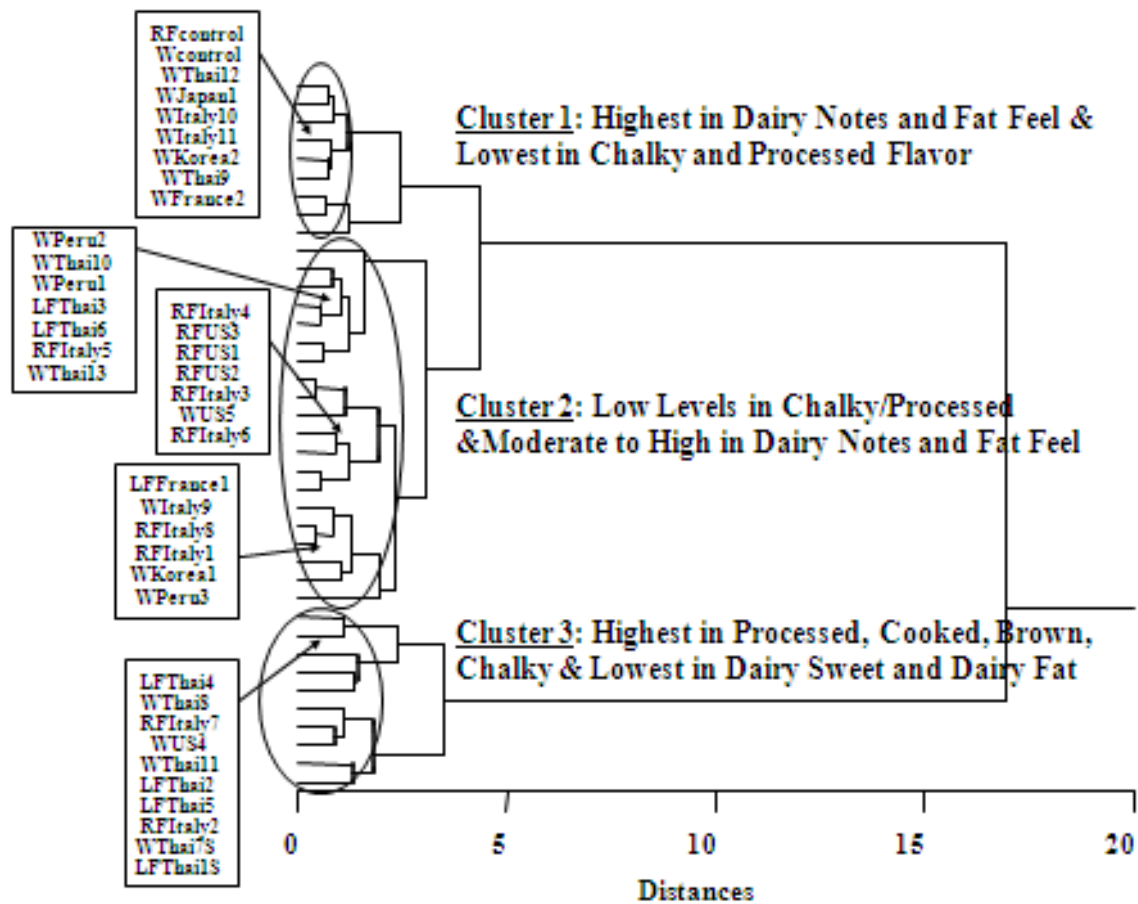 RFcontrol
Wcontrol
WThai12
WJapan1
WItaly10
WItaly11
WKorea2
WThai9
WFrance2
Cluster 1: Highest in Dairy Notes and Fat Feel &
Lowest in Chalky and Processed Flavor
WPeru2
WThai10
WPeru1
LFThai3
LFThai6
RFItaly5
WThai13
RFItaly4
RFUS3
RFUS1
RFUS2
RFItaly3
WUS5
RFItaly6
Cluster 2: Low Levels in Chalky/Processed
&Moderate to High in Dairy Notes and Fat Feel
LFFrance1
WItaly9
RFItaly8
RFItaly1
WKorea1
WPeru3
Cluster 3: Highest in Processed, Cooked, Brown,
Chalky & Lowest in Dairy Sweet and Dairy Fat
LFThai4
WThai8
RFItaly7
WUS4
WThai11
LFThai2
LFThai5
RFItaly2
WThai7S
LFThai1S
0 5 10 15 20
Distances